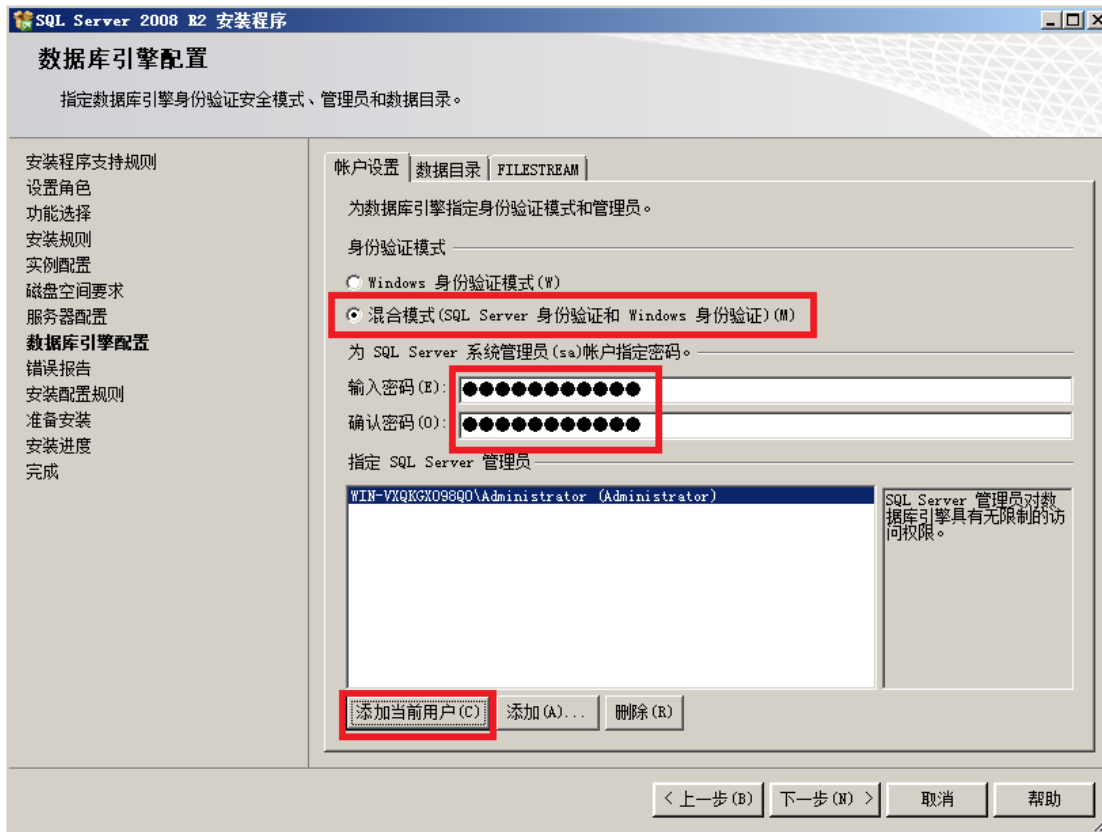 SQL Server 2008 R2 安装程序
数据库引擎配置
指定数据库引擎身份验证安全模式、管理员和数据目录。
安装程序支持规则
设置角色
功能选择
安装规则
实例配置
磁盘空间要求
服务器配置
数据库引擎配置
错误报告
安装配置规则
准备安装
安装进度
完成
帐户设置 数据目录 FILESTREAM
为数据库引擎指定身份验证模式和管理员。
身份验证模式
Windows 身份验证模式(W)
混合模式(SQL Server 身份验证和 Windows 身份验证)(M)
为 SQL Server 系统管理员(sa)帐户指定密码。
输入密码(E): ●●●●●●●●●●●
确认密码(O): ●●●●●●●●●●●
指定 SQL Server 管理员
WIN-VXQKGXO98QO\Administrator (Administrator)
SQL Server 管理员对数
据库引擎具有无限制的访
问权限。
添加当前用户(C) 添加(A)... 删除(R)
< 上一步(B) 下一步(N) > 取消 帮助